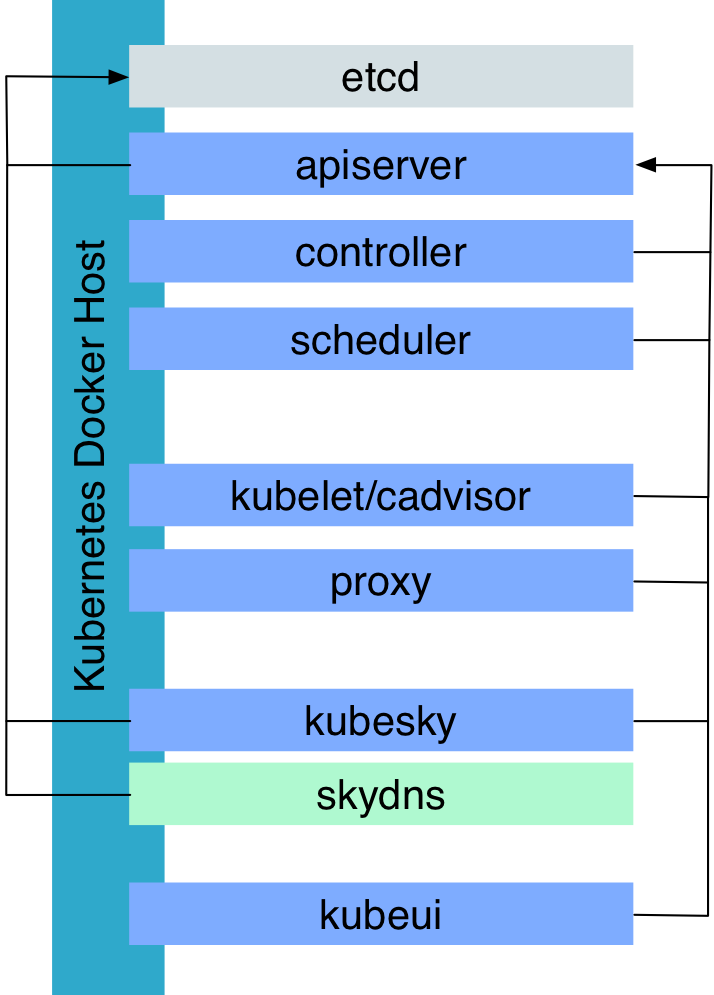 etcd
apiserver
controller
scheduler
kubelet/cadvisor
proxy
kubesky
skydns
kubeui
Kubernetes Docker Host